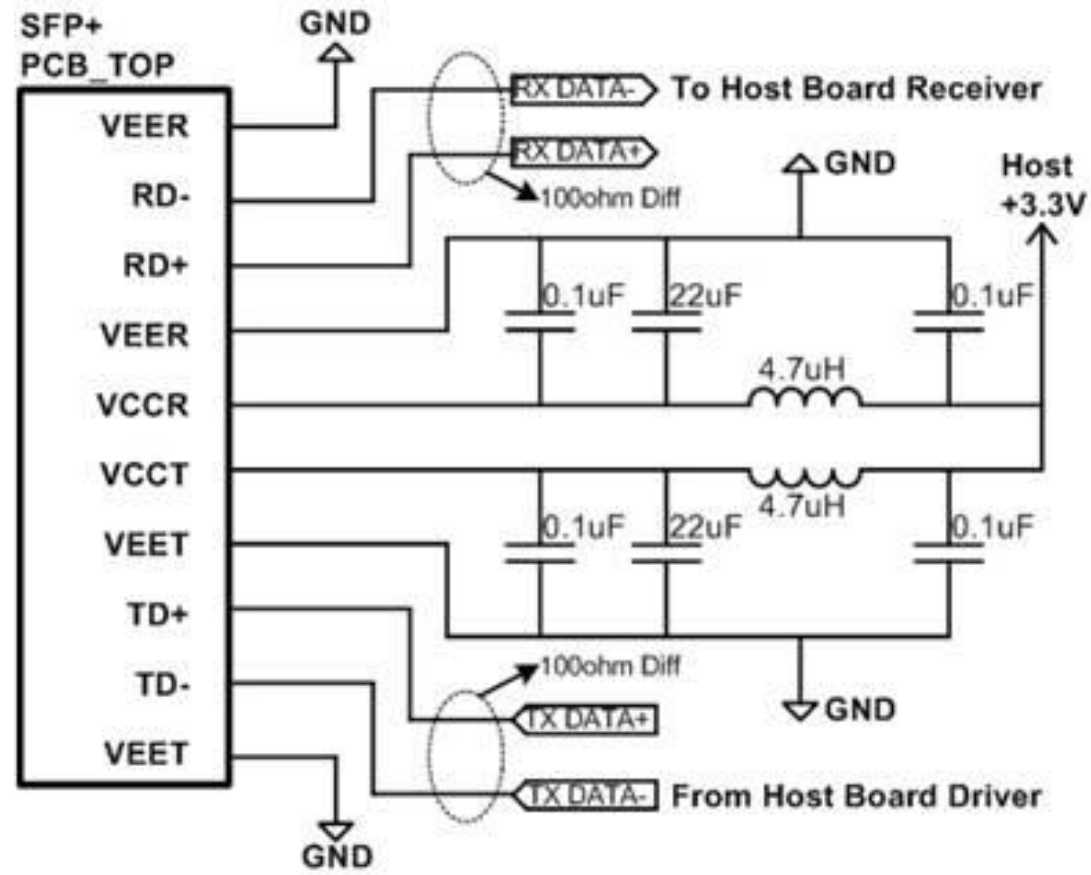 SFP+
PCB_TOP
GND
VEER
RD-
RD+
VEER
VCCR
VCCT
VEET
TD+
TD-
VEET
GND
RX DATA-
To Host Board Receiver
RX DATA+
100ohm Diff
GND
Host
+3.3V
0.1uF
22uF
0.1uF
4.7uH
4.7uH
0.1uF
22uF
0.1uF
100ohm Diff
GND
TX DATA+
TX DATA-
From Host Board Driver